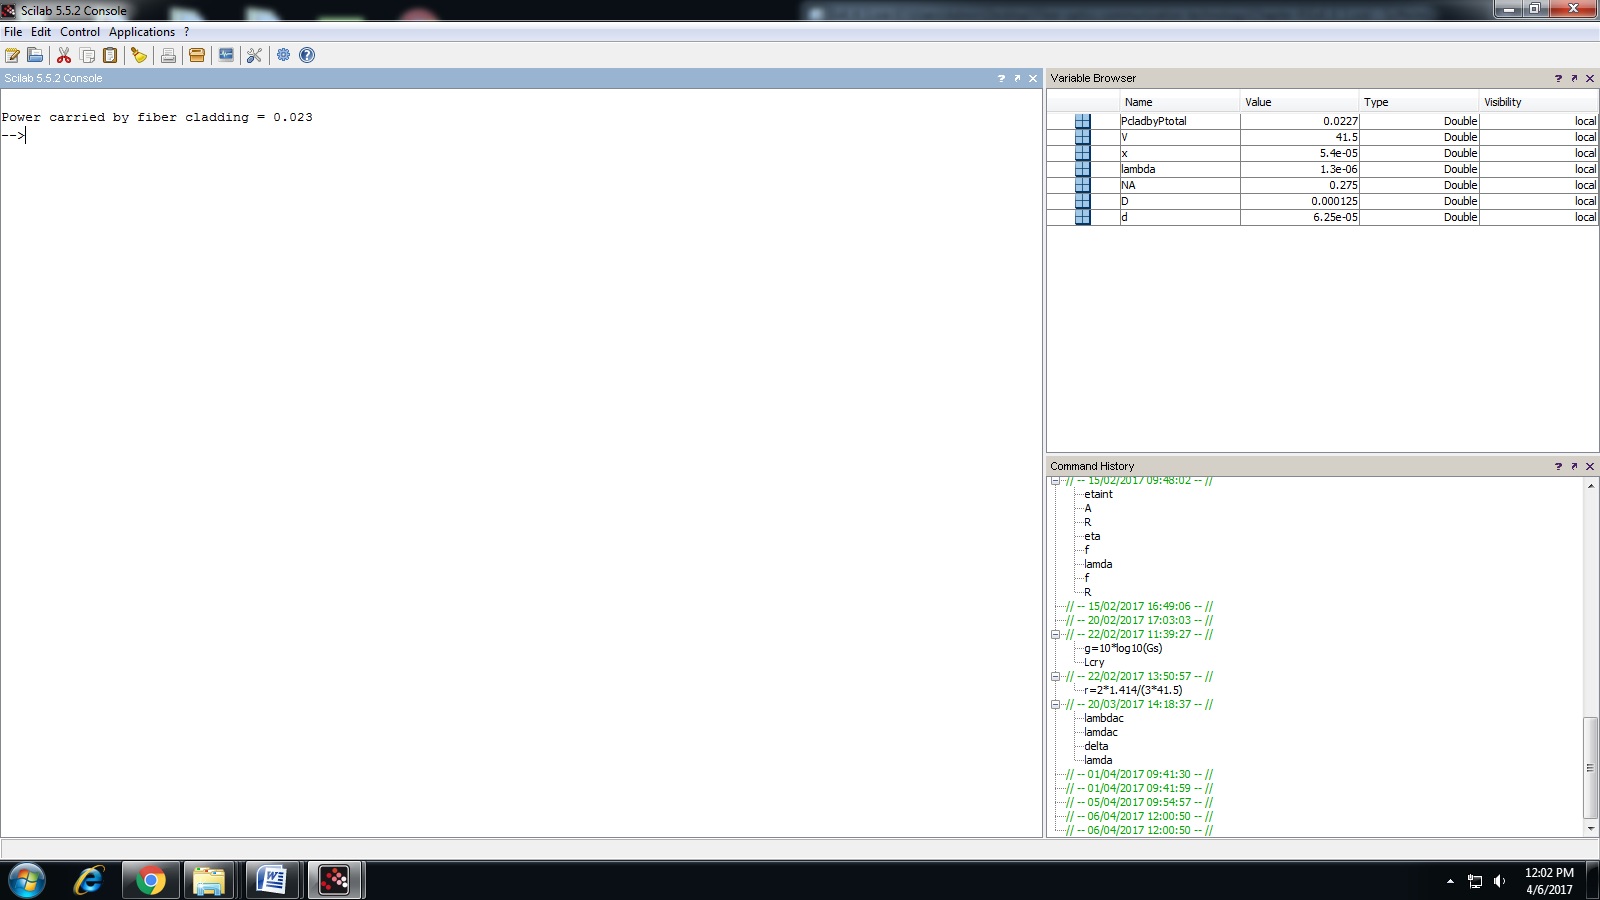 Scilab 5.5.2 Console
File Edit Control Applications ?
Scilab 5.5.2 Console
Power carried by fiber cladding = 0.023
-->
Variable Browser
Name Value Type Visibility
PcladbyPtotal 0.0227 Double local
V 41.5 Double local
x 5.4e-05 Double local
lambda 1.3e-06 Double local
NA 0.275 Double local
D 0.000125 Double local
d 6.25e-05 Double local
Command History
// -- 15/02/2017 09:48:02 -- //
etaint
A
R
eta
f
lamda
f
R
// -- 15/02/2017 16:49:06 -- //
// -- 20/02/2017 17:03:03 -- //
// -- 22/02/2017 11:39:27 -- //
g=10*log10(Gs)
Lcry
// -- 22/02/2017 13:50:57 -- //
r=2*1.414/(3*41.5)
// -- 20/03/2017 14:18:37 -- //
lambdac
lamdac
delta
lamda
// -- 01/04/2017 09:41:30 -- //
// -- 01/04/2017 09:41:59 -- //
// -- 05/04/2017 09:54:57 -- //
// -- 06/04/2017 12:00:50 -- //
// -- 06/04/2017 12:00:50 -- //
12:02 PM
4/6/2017